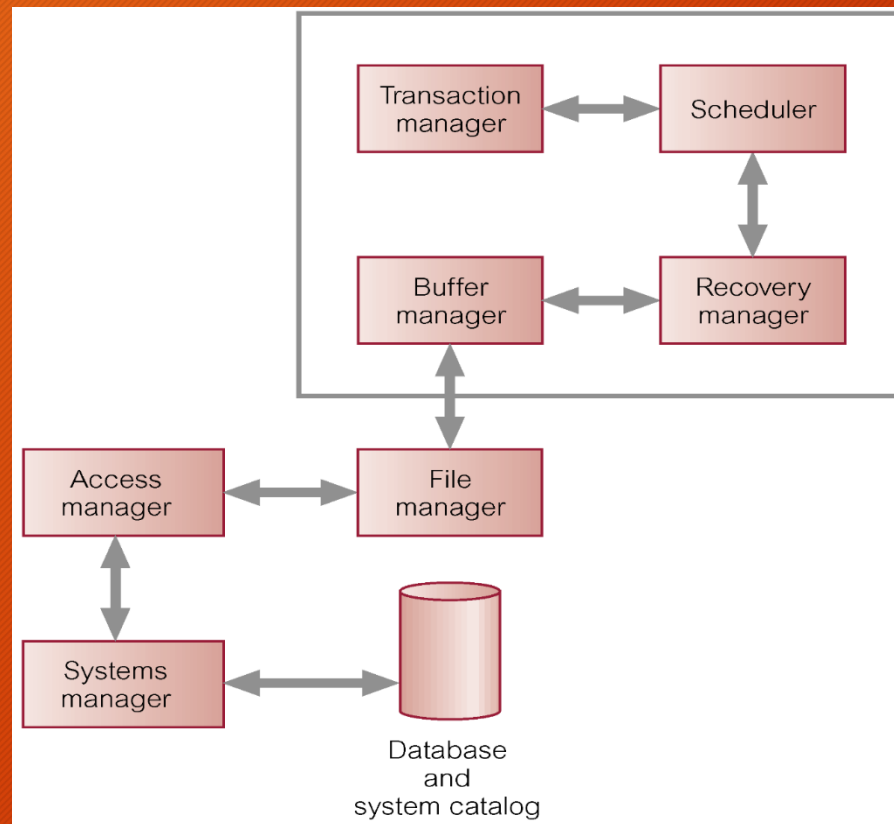 Transaction
manager
Scheduler
Buffer
manager
Recovery
manager
Access
manager
File
manager
Systems
manager
Database
and
system catalog